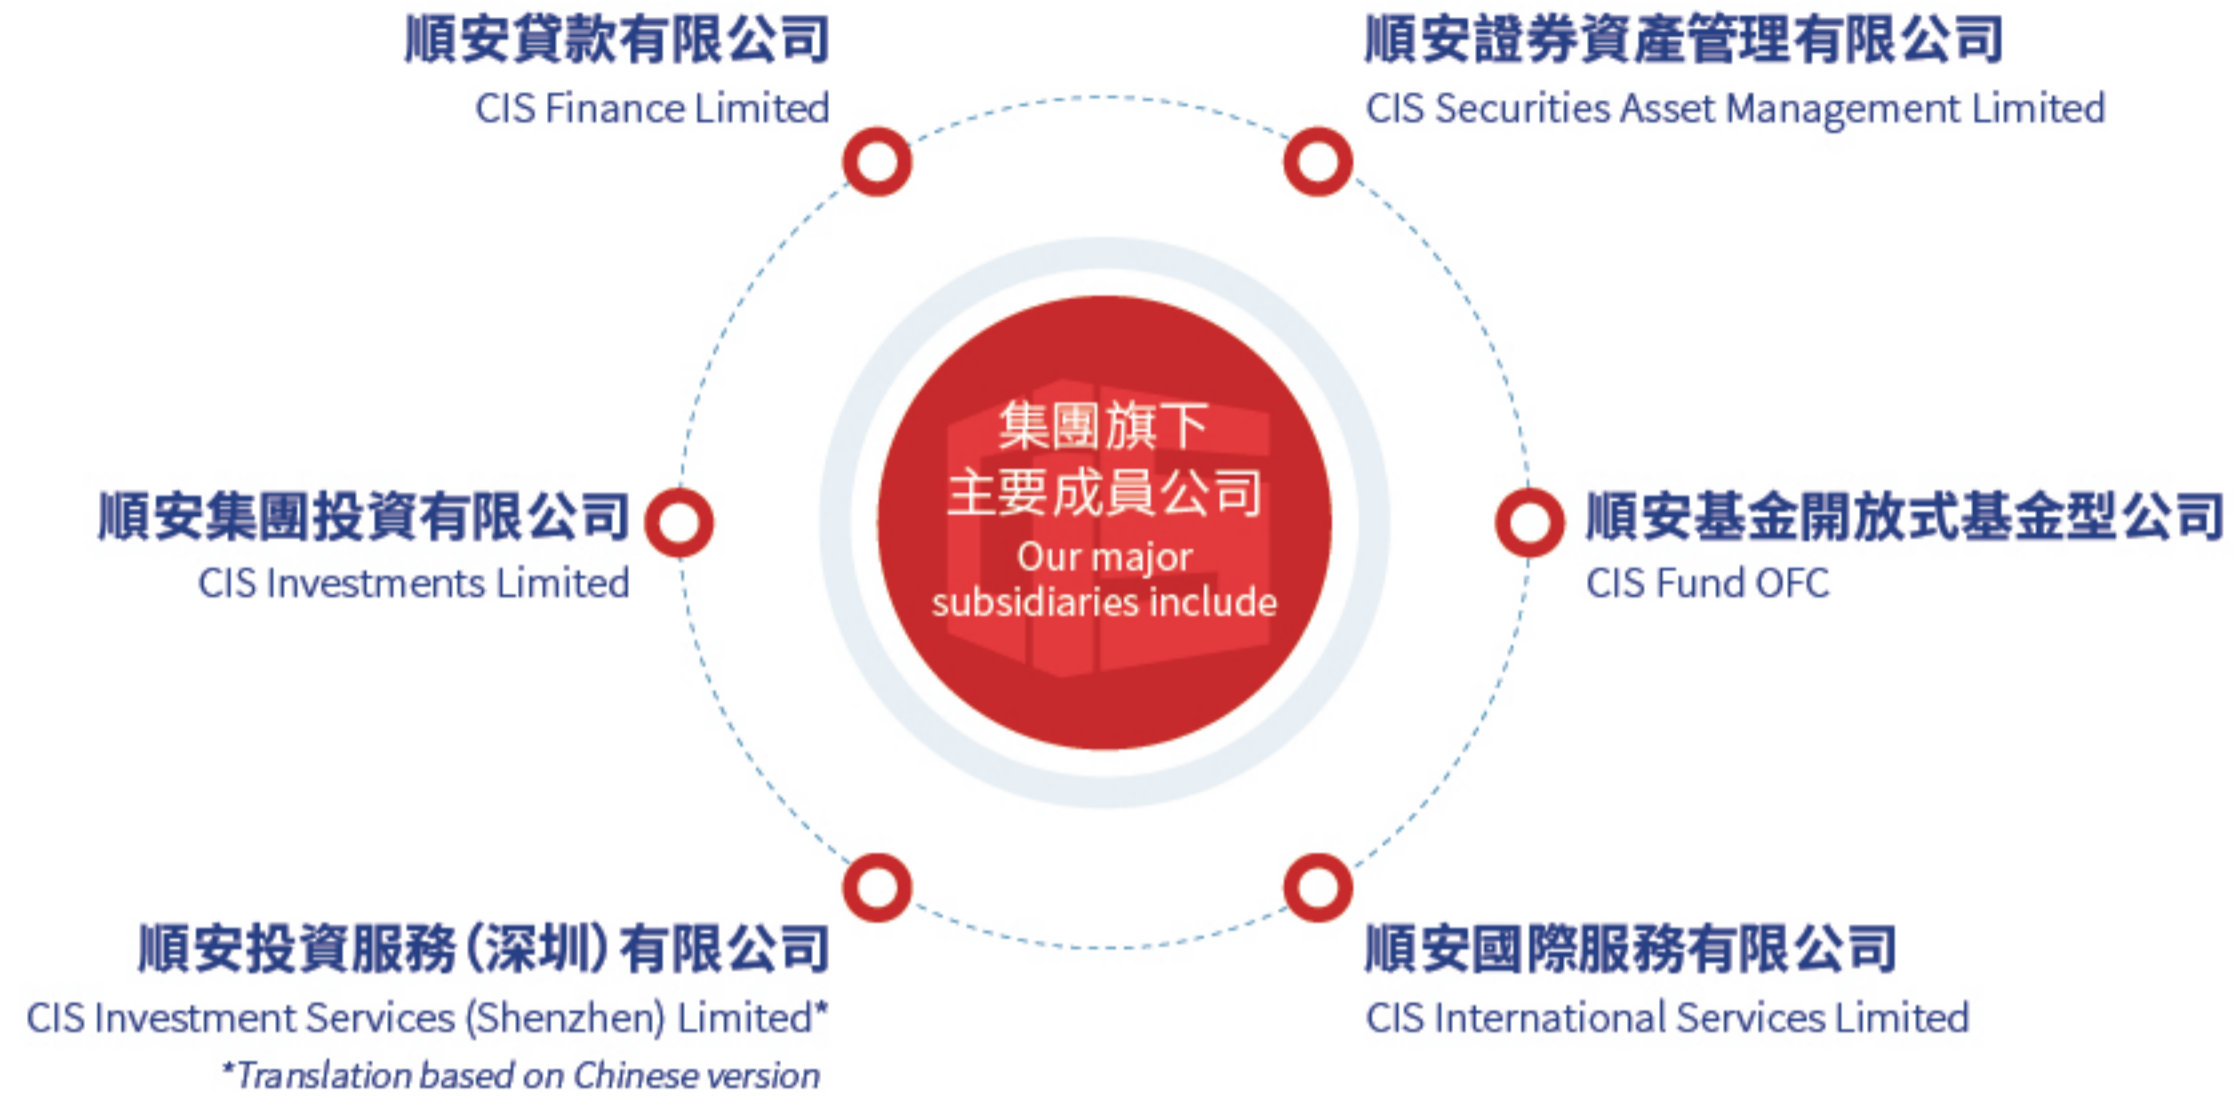 順安貸款有限公司
CIS Finance Limited
順安證券資產管理有限公司
CIS Securities Asset Management Limited
集團旗下
主要成員公司
Our major
subsidiaries include
順安集團投資有限公司
CIS Investments Limited
順安基金開放式基金型公司
CIS Fund OFC
順安投資服務(深圳)有限公司
CIS Investment Services (Shenzhen) Limited*
*Translation based on Chinese version
順安國際服務有限公司
CIS International Services Limited